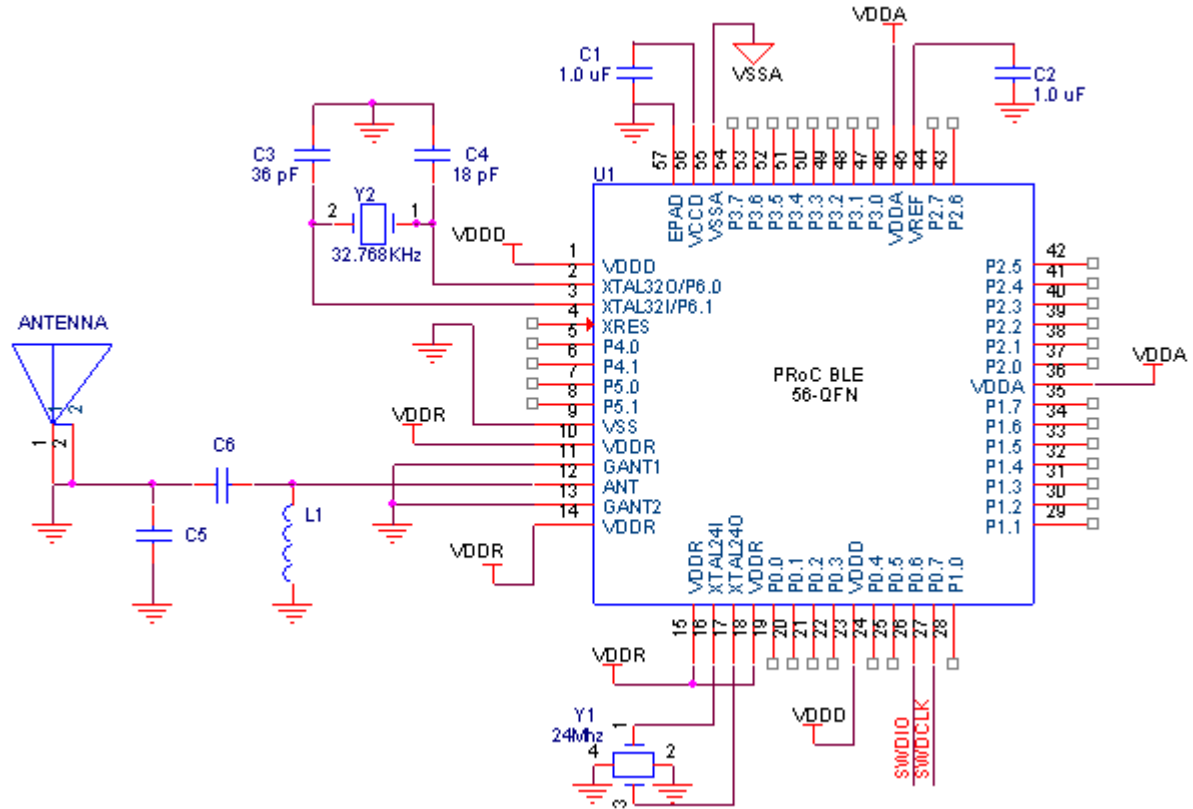 VDDA
C1
1.0 uF
VSSA
C2
1.0 uF
C3
36 pF
C4
18 pF
Y2
2
1
32.768KHz
57
56
55
54
53
52
51
50
49
48
47
46
45
44
43
U1
EPAD
VCCD
VSSA
P3.7
P3.6
P3.5
P3.4
P3.3
P3.2
P3.1
P3.0
VDDA
VREF
P2.7
P2.6
VDDD
1
2
3
4
5
6
7
8
9
10
11
12
13
14
VDDD
XTAL32O/P6.0
XTAL32I/P6.1
XRES
P4.0
P4.1
P5.0
P5.1
VSS
VDDR
GANT1
ANT
GANT2
VDDR
PRoC BLE
56-QFN
P2.5
P2.4
P2.3
P2.2
P2.1
P2.0
VDDA
P1.7
P1.6
P1.5
P1.4
P1.3
P1.2
P1.1
42
41
40
39
38
37
36
35
34
33
32
31
30
29
VDDA
ANTENNA
1
2
1
2
VDDR
C6
C5
L1
VDDR
VDDR
XTAL24I
XTAL24O
VDDR
P0.0
P0.1
P0.2
P0.3
VDDD
P0.4
P0.5
P0.6
P0.7
P1.0
15
16
17
18
19
20
21
22
23
24
25
26
27
28
VDDR
Y1
24Mhz
1
4
2
3
VDDD
SWDIO
SWDCLK